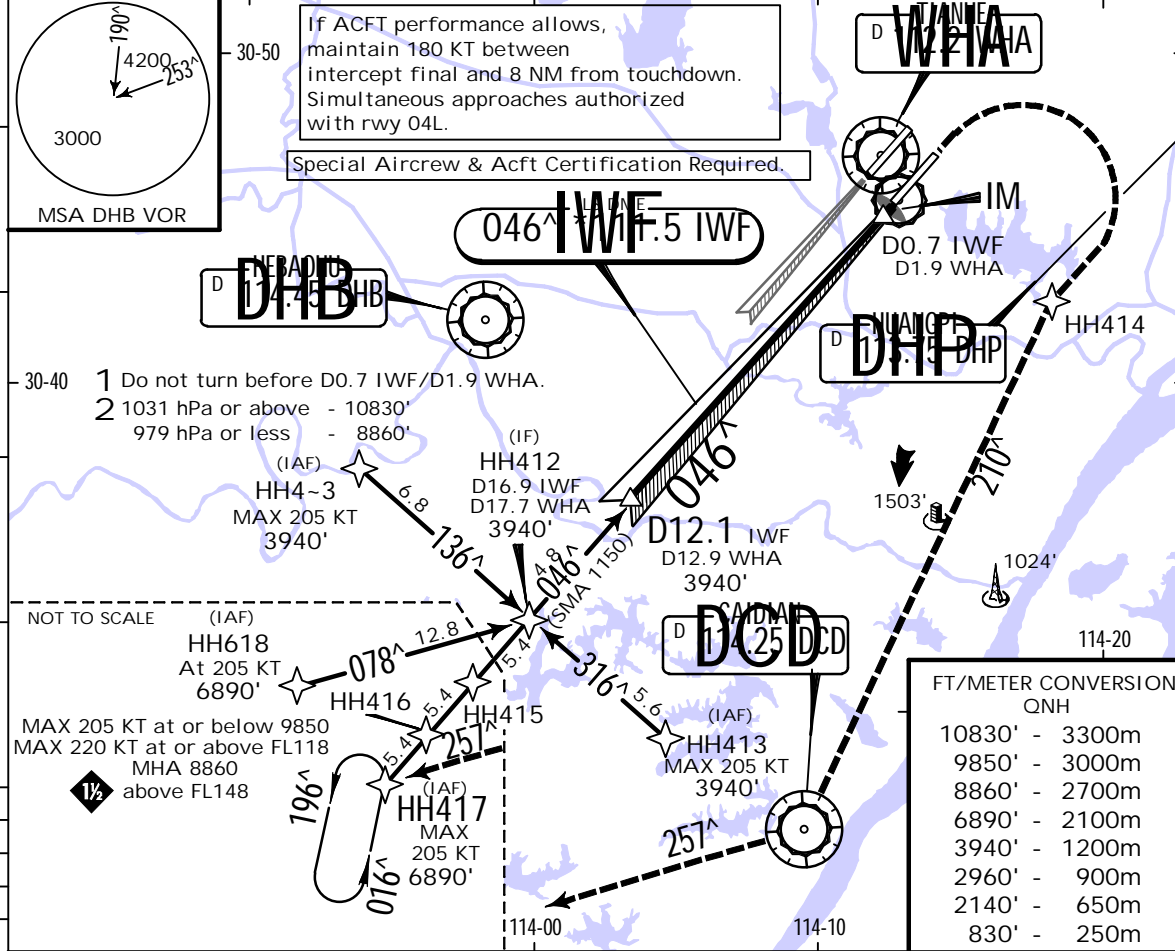 190^
4200
253^
3000
MSA DHB VOR
30-50
If ACFT performance allows,
maintain 180 KT between
intercept final and 8 NM from touchdown.
Simultaneous approaches authorized
with rwy 04L.
Special Aircrew & Acft Certification Required.
D
WHA
IM
D0.7 IWF
D1.9 WHA
IWF
046^
.5 IWF
D
DHB
D
DHP
HH414
30-40
1 Do not turn before D0.7 IWF/D1.9 WHA.
2 1031 hPa or above - 10830'
979 hPa or less - 8860'
(IAF)
HH4~3
MAX 205 KT
3940'
6.8
136^
(IF)
HH412
D16.9 IWF
D17.7 WHA
3940'
046^
D12.1 IWF
D12.9 WHA
3940'
4.8
046^
(SMA 1150)
210^
1503'
1024'
NOT TO SCALE
(IAF)
HH618
At 205 KT
6890'
078^
12.8
5.4
HH415
5.4
HH416
5.4
257^
MAX 205 KT at or below 9850
MAX 220 KT at or above FL118
MHA 8860
1½ above FL148
196^
016^
(IAF)
HH417
MAX
205 KT
6890'
316^
5.6
(IAF)
HH413
MAX 205 KT
3940'
D
DCD
257^
114-00
114-10
114-20
FT/METER CONVERSION
QNH
10830' - 3300m
9850' - 3000m
8860' - 2700m
6890' - 2100m
3940' - 1200m
2960' - 900m
2140' - 650m
830' - 250m